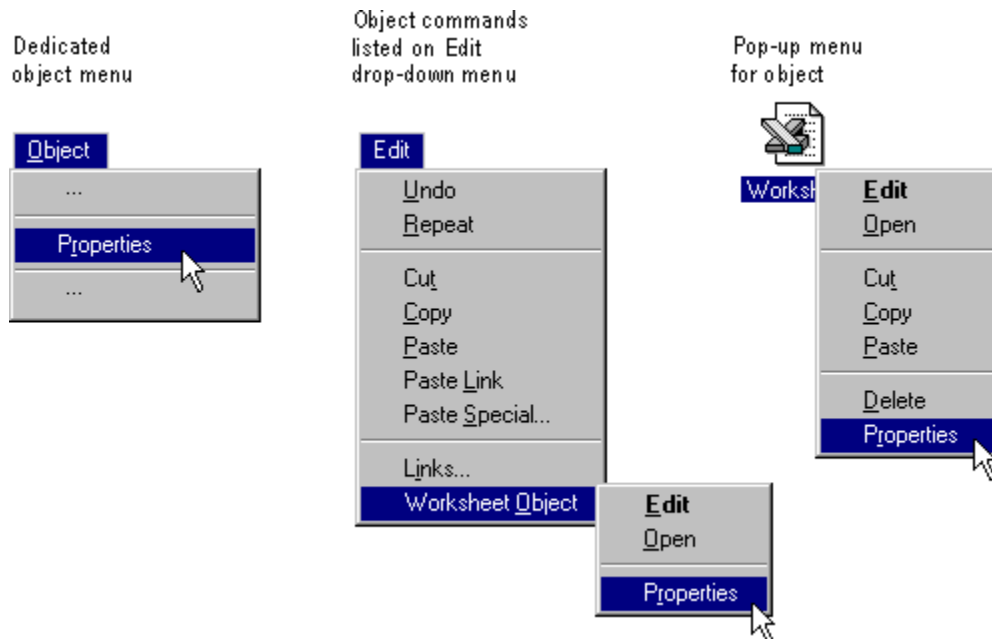 Dedicated
object menu
Object
...
Properties
...
Object commands
listed on Edit
drop-down menu
Edit
Undo
Repeat
Cut
Copy
Paste
Paste Link
Paste Special...
Links...
Worksheet Object
Edit
Open
Properties
Pop-up menu
for object
Worksh
Edit
Open
Cut
Copy
Paste
Delete
Properties